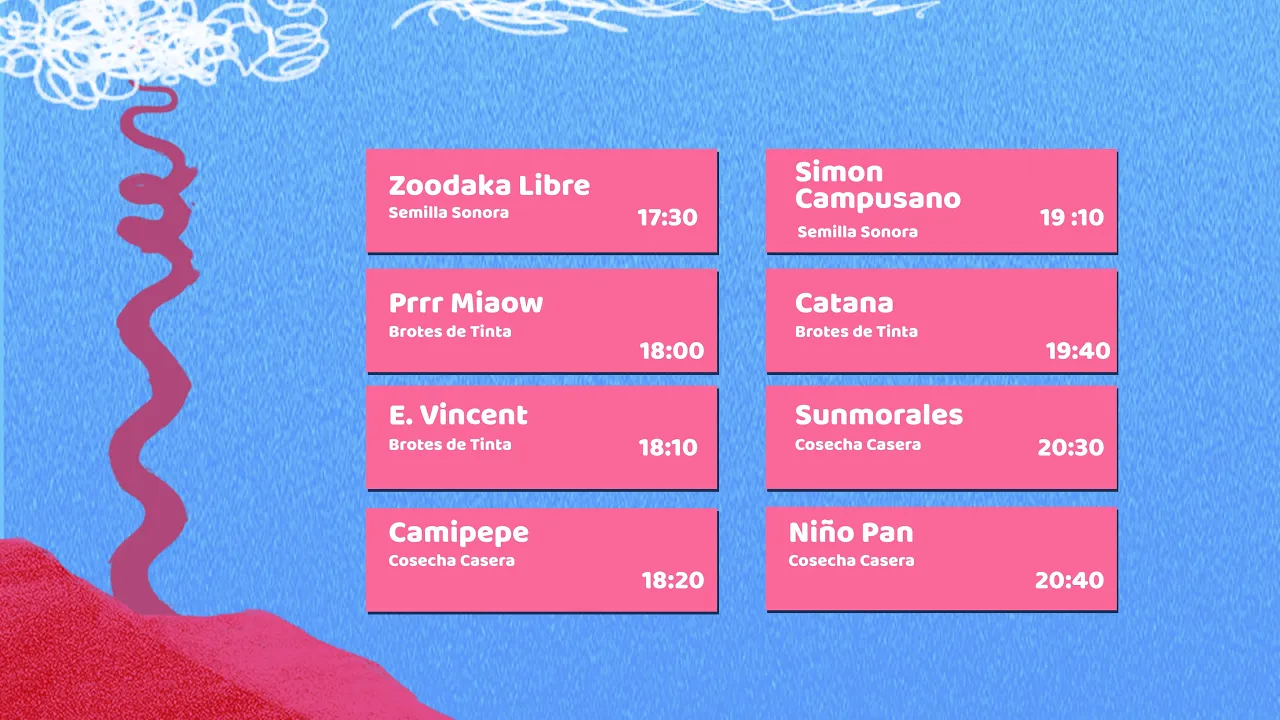 Zoodaka Libre
Semilla Sonora
17:30
Prrr Miaow
Brotes de Tinta
18:00
E. Vincent
Brotes de Tinta
18:10
Camipepe
Cosecha Casera
18:20
Simon
Campusano
Semilla Sonora
19 :10
Catana
Brotes de Tinta
19:40
Sunmorales
Cosecha Casera
20:30
Niño Pan
Cosecha Casera
20:40